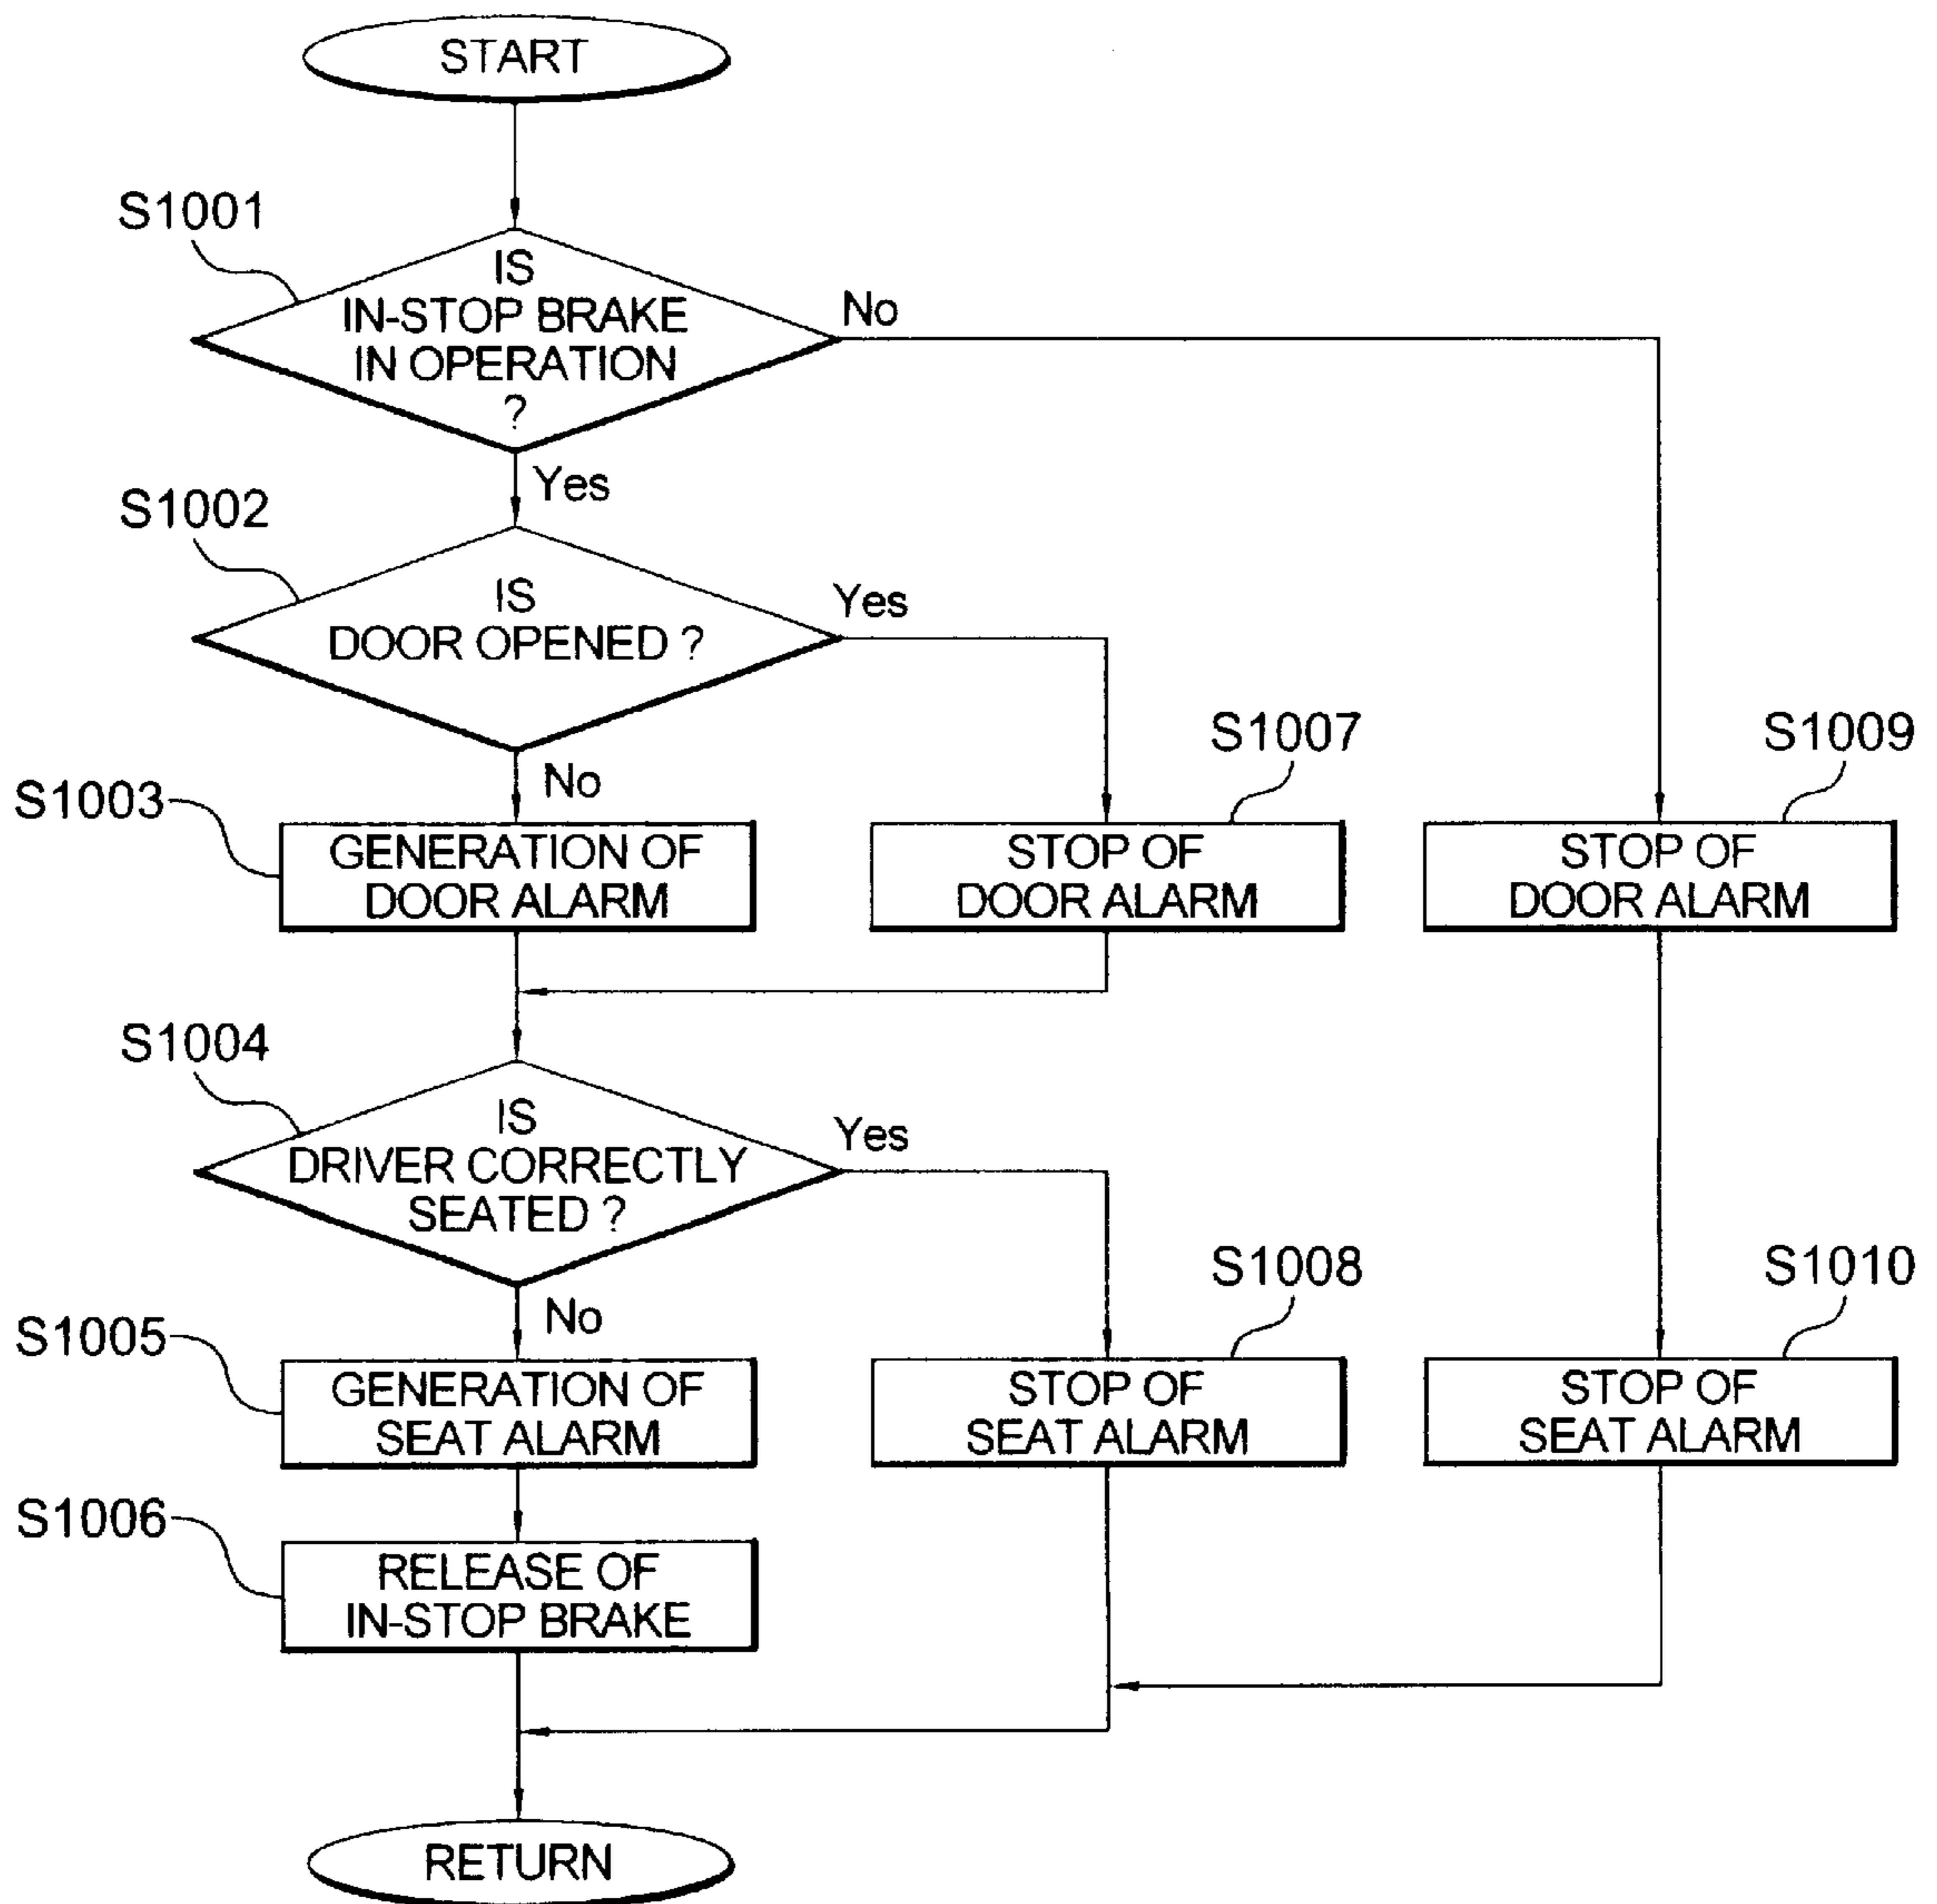 START
S1001
IS
IN-STOP BRAKE
IN OPERATION
?
No
Yes
S1002
IS
DOOR OPENED ?
Yes
No
S1003
GENERATION OF
DOOR ALARM
S1007
STOP OF
DOOR ALARM
S1009
STOP OF
DOOR ALARM
S1004
IS
DRIVER CORRECTLY
SEATED ?
Yes
No
S1005
GENERATION OF
SEAT ALARM
S1008
STOP OF
SEAT ALARM
S1010
STOP OF
SEAT ALARM
S1006
RELEASE OF
IN-STOP BRAKE
RETURN